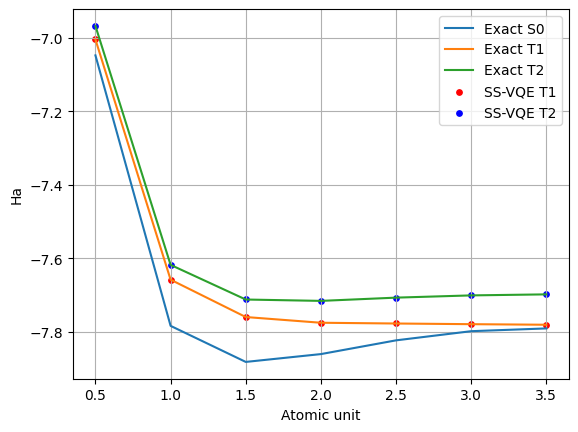 Ha
−7.0
−7.2
−7.4
−7.6
−7.8
Exact S0
Exact T1
Exact T2
SS-VQE T1
SS-VQE T2
0.5 1.0 1.5 2.0 2.5 3.0 3.5
Atomic unit